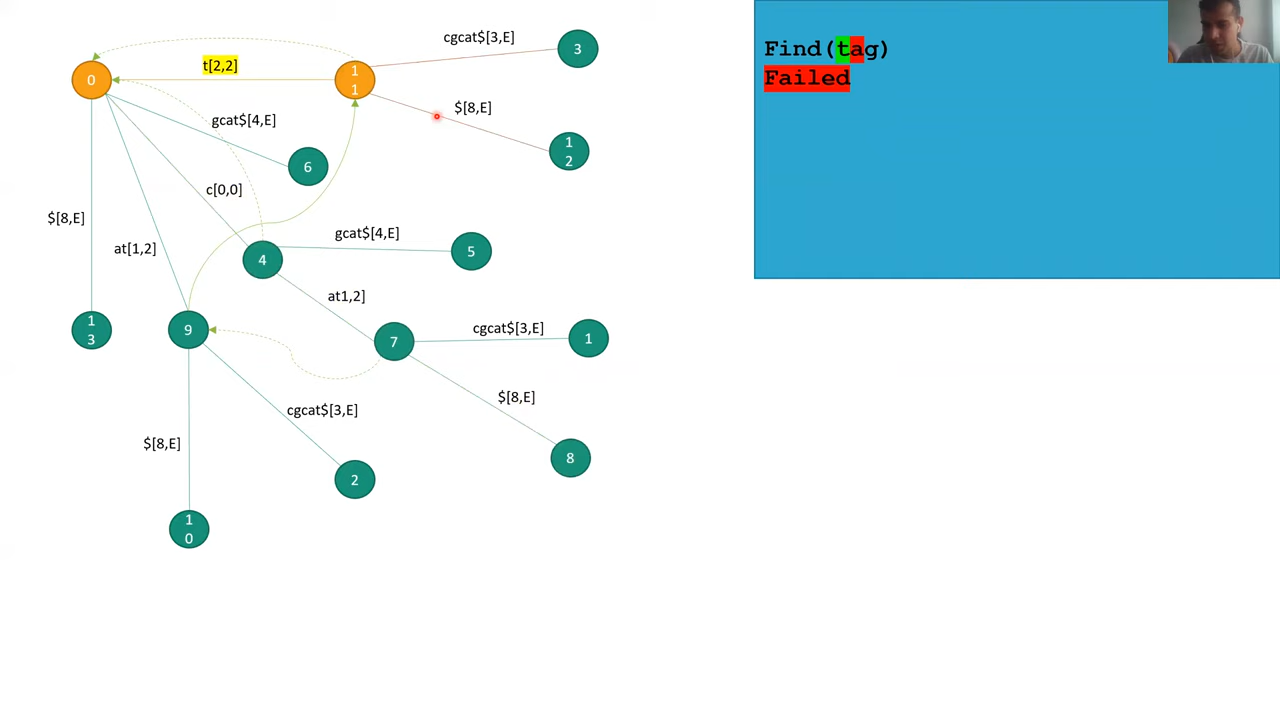 cgcat$[3,E]
3
Find(tag)
t[2,2]
0
1
1
Failed
$[8,E]
gcat$[4,E]
1
2
6
c[0,0]
$[8,E]
gcat$[4,E]
at[1,2]
5
4
at1,2]
1
3
9
cgcat$[3,E]
7
1
$[8,E]
cgcat$[3,E]
$[8,E]
8
2
1
0